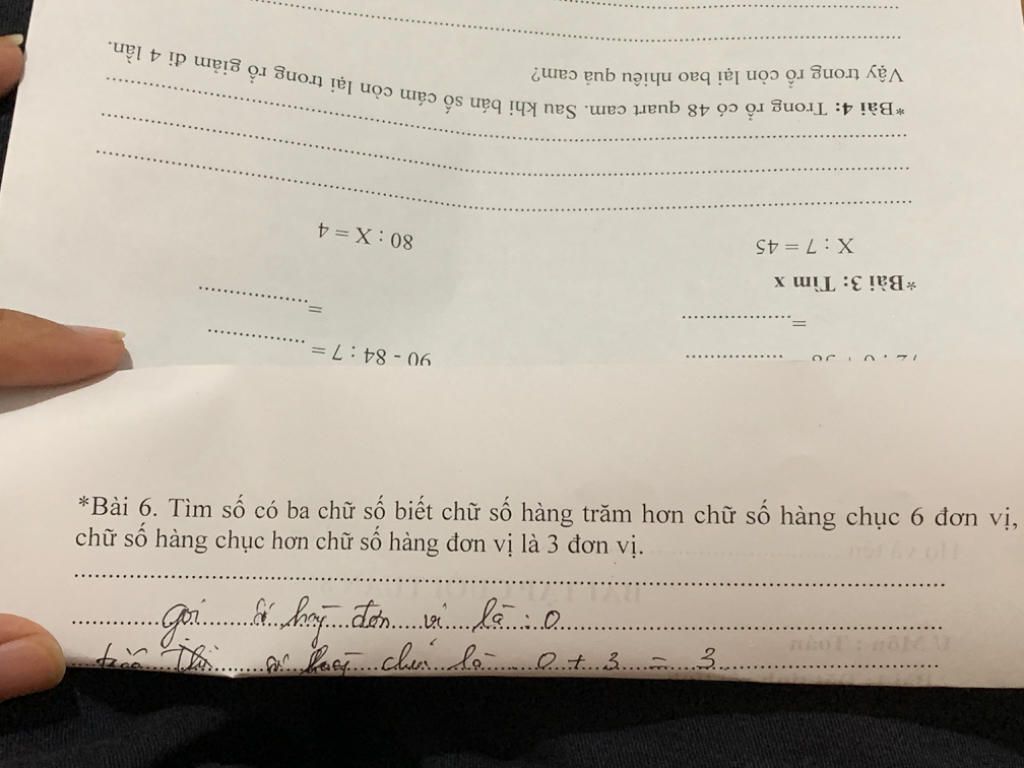 *Bài 6. Tìm số có ba chữ số biết chữ số hàng trăm hơn chữ số hàng chục 6 đơn vị,
chữ số hàng chục hơn chữ số hàng đơn vị là 3 đơn vị.
gọi số hàng đơn vị là : 0
thì số hàng chục là 0 + 3 = 3
90 - 84 : 7 =
=
=
*Bài 3: Tìm x
X : 7 = 45 80 : X = 4
*Bài 4: Trong rổ có 48 quart cam. Sau khi bán số cám còn lại trong rổ giảm đi 4 lần.
Vậy trong rổ còn lại bao nhiêu quả cam?